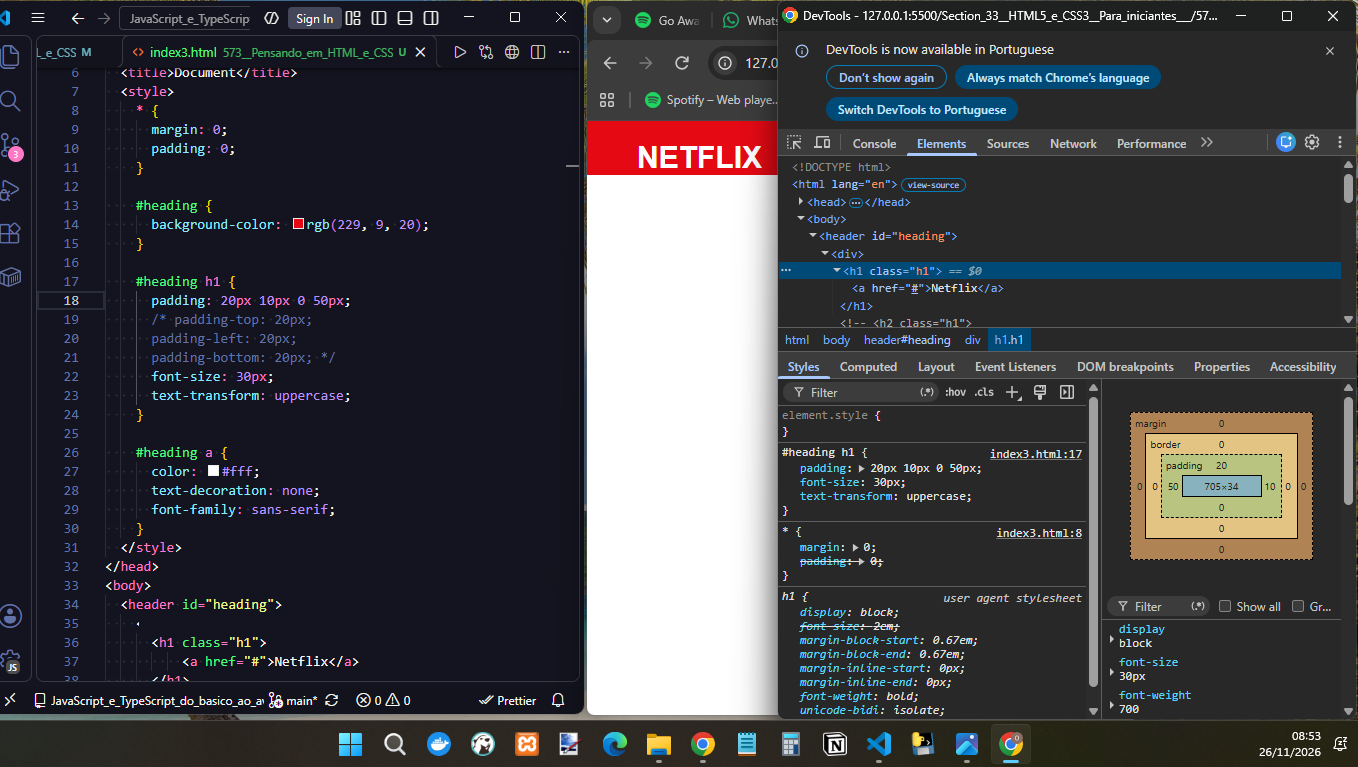 JavaScript_e_TypeScrip
Sign In
L_e_CSS M
index3.html 573__Pensando_em_HTML_e_CSS U
6 <title>Document</title>
7 <style>
8 * {
9 margin: 0;
10 padding: 0;
11 }
12
13 #heading {
14 background-color: rgb(229, 9, 20);
15 }
16
17 #heading h1 {
18 padding: 20px 10px 0 50px;
19 /* padding-top: 20px;
20 padding-left: 20px;
21 padding-bottom: 20px; */
22 font-size: 30px;
23 text-transform: uppercase;
24 }
25
26 #heading a {
27 color: #fff;
28 text-decoration: none;
29 font-family: sans-serif;
30 }
31 </style>
32 </head>
33 <body>
34 <header id="heading">
35
36 <h1 class="h1">
37 <a href="#">Netflix</a>
</h1>
3
JS
JavaScript_e_TypeScript_do_basico_ao_av
main*
0 0
Prettier
Go Awa
Whats
127.0
Spotify – Web playe...
NETFLIX
DevTools - 127.0.0.1:5500/Section_33__HTML5_e_CSS3__Para_iniciantes___/57...
DevTools is now available in Portuguese
Don't show again
Always match Chrome's language
Switch DevTools to Portuguese
Console Elements Sources Network Performance
<!DOCTYPE html>
<html lang="en"> view-source
<head> ··· </head>
<body>
<header id="heading">
<div>
··· <h1 class="h1"> == $0
<a href="#">Netflix</a>
</h1>
<!-- <h2 class="h1">
html body header#heading div h1.h1
Styles Computed Layout Event Listeners DOM breakpoints Properties Accessibility
Filter (.*) :hov .cls
element.style {
}
#heading h1 { index3.html:17
padding: 20px 10px 0 50px;
font-size: 30px;
text-transform: uppercase;
}
* { index3.html:8
margin: 0;
padding: 0;
}
h1 { user agent stylesheet
display: block;
font-size: 2em;
margin-block-start: 0.67em;
margin-block-end: 0.67em;
margin-inline-start: 0px;
margin-inline-end: 0px;
font-weight: bold;
unicode-bidi: isolate;
margin 0
border 0
padding 20
0 0 50 705×34 10 0 0
0
0
0
Filter (.*) Show all Gr...
display
block
font-size
30px
font-weight
700
08:53
26/11/2026